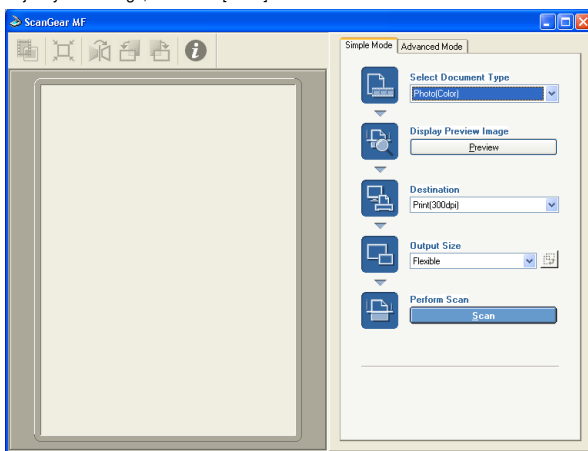 ScanGear MF
Simple Mode
Advanced Mode
Select Document Type
Photo(Color)
Display Preview Image
Preview
Destination
Print(300dpi)
Output Size
Flexible
Perform Scan
Scan